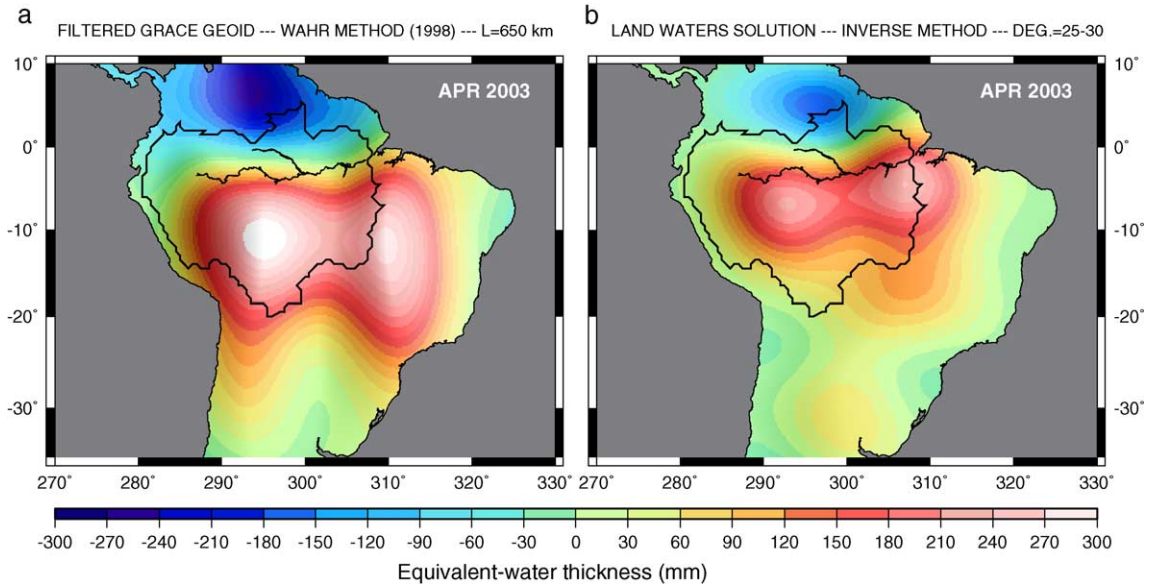 a
b
FILTERED GRACE GEOID --- WAHR METHOD (1998) --- L=650 km
LAND WATERS SOLUTION --- INVERSE METHOD --- DEG.=25-30
10˚
0˚
-10˚
-20˚
-30˚
APR 2003
270˚ 280˚ 290˚ 300˚ 310˚ 320˚ 330˚
APR 2003
10˚
0˚
-10˚
-20˚
-30˚
270˚ 280˚ 290˚ 300˚ 310˚ 320˚ 330˚
-300 -270 -240 -210 -180 -150 -120 -90 -60 -30 0 30 60 90 120 150 180 210 240 270 300
Equivalent-water thickness (mm)